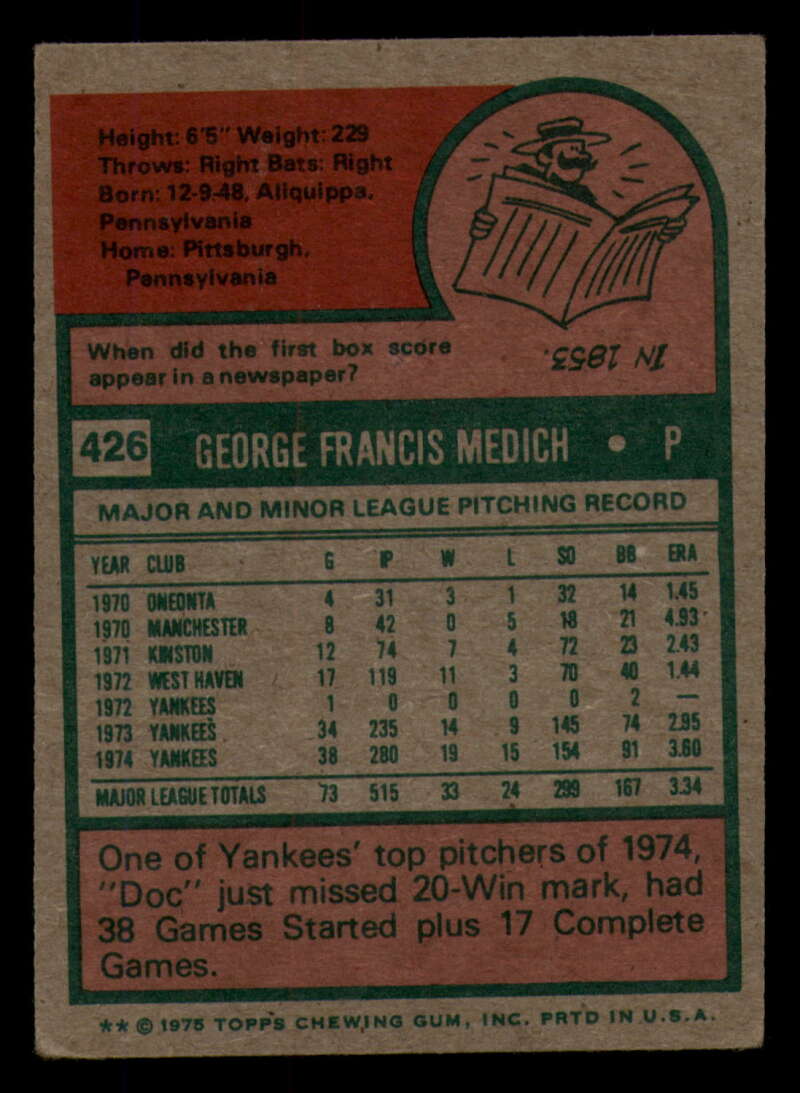 Height: 6'5" Weight: 229
Throws: Right Bats: Right
Born: 12-9-48, Aliquippa,
Pennsylvania
Home: Pittsburgh,
Pennsylvania
When did the first box score
appear in a newspaper?
IN 1853.
426 GEORGE FRANCIS MEDICH • P
MAJOR AND MINOR LEAGUE PITCHING RECORD
YEAR CLUB G IP W L SO BB ERA
1970 ONEONTA 4 31 3 1 32 14 1.45
1970 MANCHESTER 8 42 0 5 18 21 4.93
1971 KINSTON 12 74 7 4 72 23 2.43
1972 WEST HAVEN 17 119 11 3 70 40 1.44
1972 YANKEES 1 0 0 0 0 2 —
1973 YANKEES 34 235 14 9 145 74 2.95
1974 YANKEES 38 280 19 15 154 91 3.60
MAJOR LEAGUE TOTALS 73 515 33 24 299 167 3.34
One of Yankees' top pitchers of 1974,
"Doc" just missed 20-Win mark, had
38 Games Started plus 17 Complete
Games.
** © 1975 TOPPS CHEWING GUM, INC. PRTD IN U.S.A.